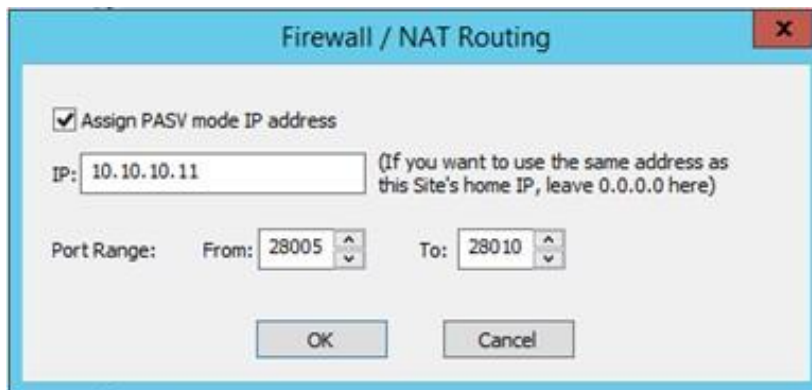 Firewall / NAT Routing
x
Assign PASV mode IP address
IP: 10.10.10.11
(If you want to use the same address as
this Site's home IP, leave 0.0.0.0 here)
Port Range: From: 28005 To: 28010
OK Cancel